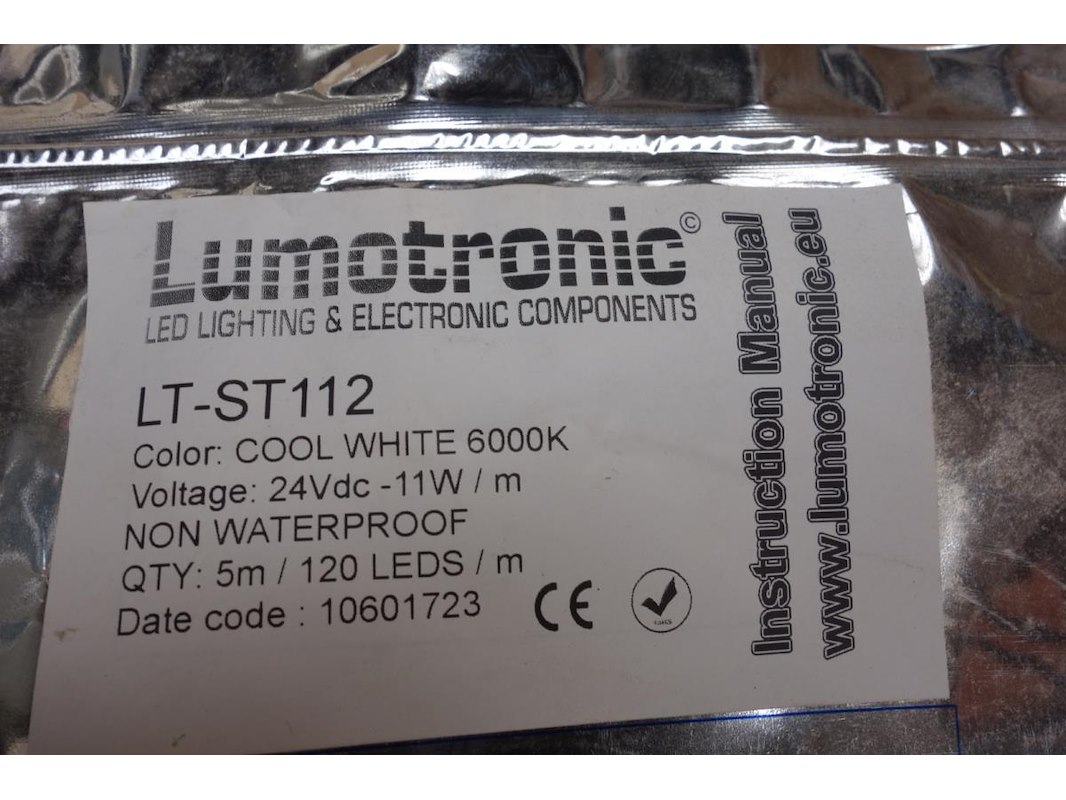 Lumotronic©
LED LIGHTING & ELECTRONIC COMPONENTS
LT-ST112
Color: COOL WHITE 6000K
Voltage: 24Vdc -11W / m
NON WATERPROOF
QTY: 5m / 120 LEDS / m
Date code : 10601723
CE
Instruction Manual
www.lumotronic.eu